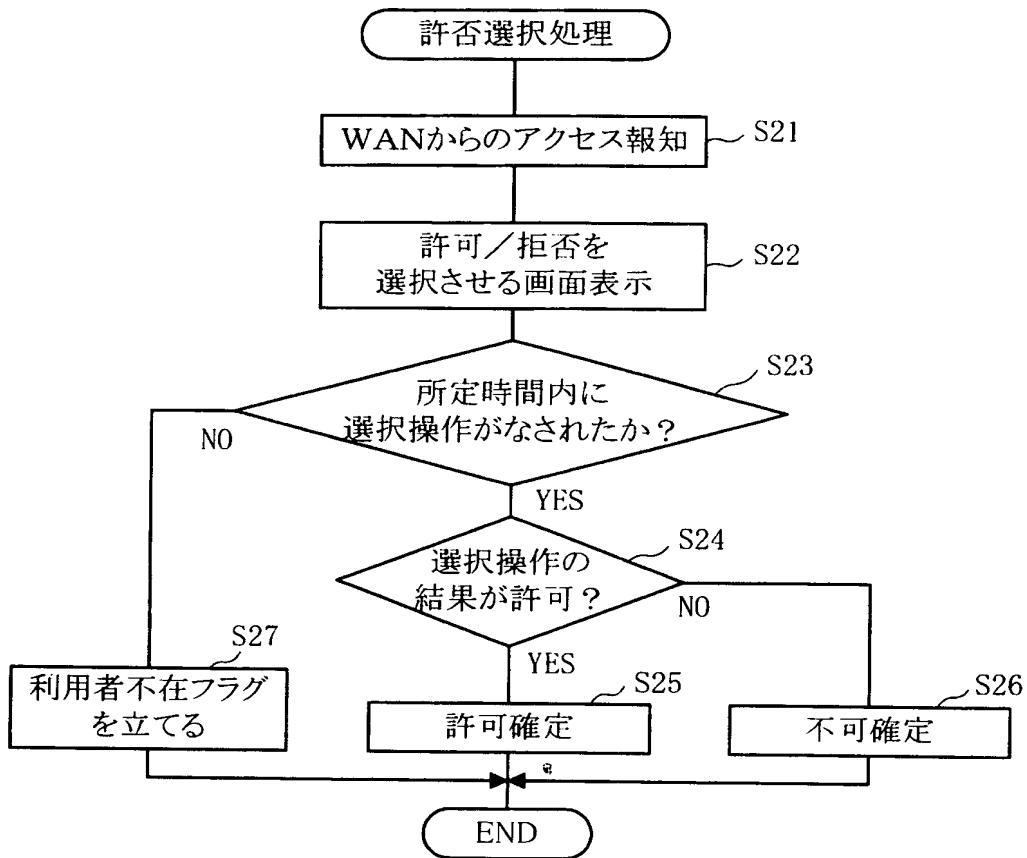 許否選択処理
WANからのアクセス報知
S21
許可／拒否を
選択させる画面表示
S22
所定時間内に
選択操作がなされたか？
S23
NO
YES
選択操作の
結果が許可？
S24
NO
YES
利用者不在フラグ
を立てる
S27
許可確定
S25
不可確定
S26
END